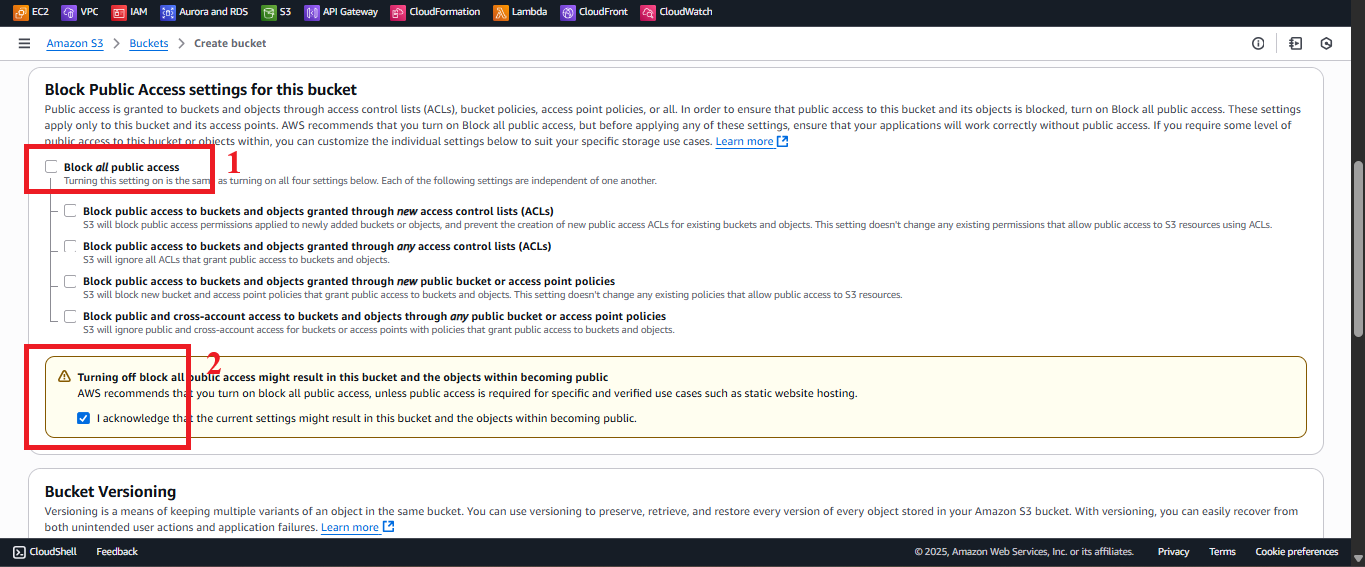 EC2 VPC IAM Aurora and RDS S3 API Gateway CloudFormation Lambda CloudFront CloudWatch
Amazon S3 > Buckets > Create bucket
Block Public Access settings for this bucket
Public access is granted to buckets and objects through access control lists (ACLs), bucket policies, access point policies, or all. In order to ensure that public access to this bucket and its objects is blocked, turn on Block all public access. These settings
apply only to this bucket and its access points. AWS recommends that you turn on Block all public access, but before applying any of these settings, ensure that your applications will work correctly without public access. If you require some level of
public access to this bucket or objects within, you can customize the individual settings below to suit your specific storage use cases. Learn more
Block all public access
1
Turning this setting on is the same as turning on all four settings below. Each of the following settings are independent of one another.
Block public access to buckets and objects granted through new access control lists (ACLs)
S3 will block public access permissions applied to newly added buckets or objects, and prevent the creation of new public access ACLs for existing buckets and objects. This setting doesn't change any existing permissions that allow public access to S3 resources using ACLs.
Block public access to buckets and objects granted through any access control lists (ACLs)
S3 will ignore all ACLs that grant public access to buckets and objects.
Block public access to buckets and objects granted through new public bucket or access point policies
S3 will block new bucket and access point policies that grant public access to buckets and objects. This setting doesn't change any existing policies that allow public access to S3 resources.
Block public and cross-account access to buckets and objects through any public bucket or access point policies
S3 will ignore public and cross-account access for buckets or access points with policies that grant public access to buckets and objects.
2
Turning off block all public access might result in this bucket and the objects within becoming public
AWS recommends that you turn on block all public access, unless public access is required for specific and verified use cases such as static website hosting.
I acknowledge that the current settings might result in this bucket and the objects within becoming public.
Bucket Versioning
Versioning is a means of keeping multiple variants of an object in the same bucket. You can use versioning to preserve, retrieve, and restore every version of every object stored in your Amazon S3 bucket. With versioning, you can easily recover from
both unintended user actions and application failures. Learn more
CloudShell Feedback © 2025, Amazon Web Services, Inc. or its affiliates. Privacy Terms Cookie preferences